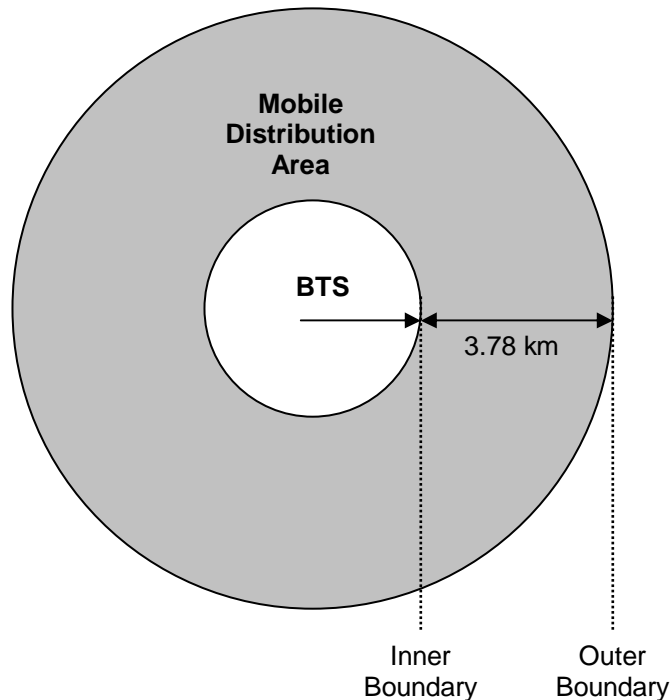 Mobile
Distribution
Area
BTS
3.78 km
Inner
Boundary
Outer
Boundary